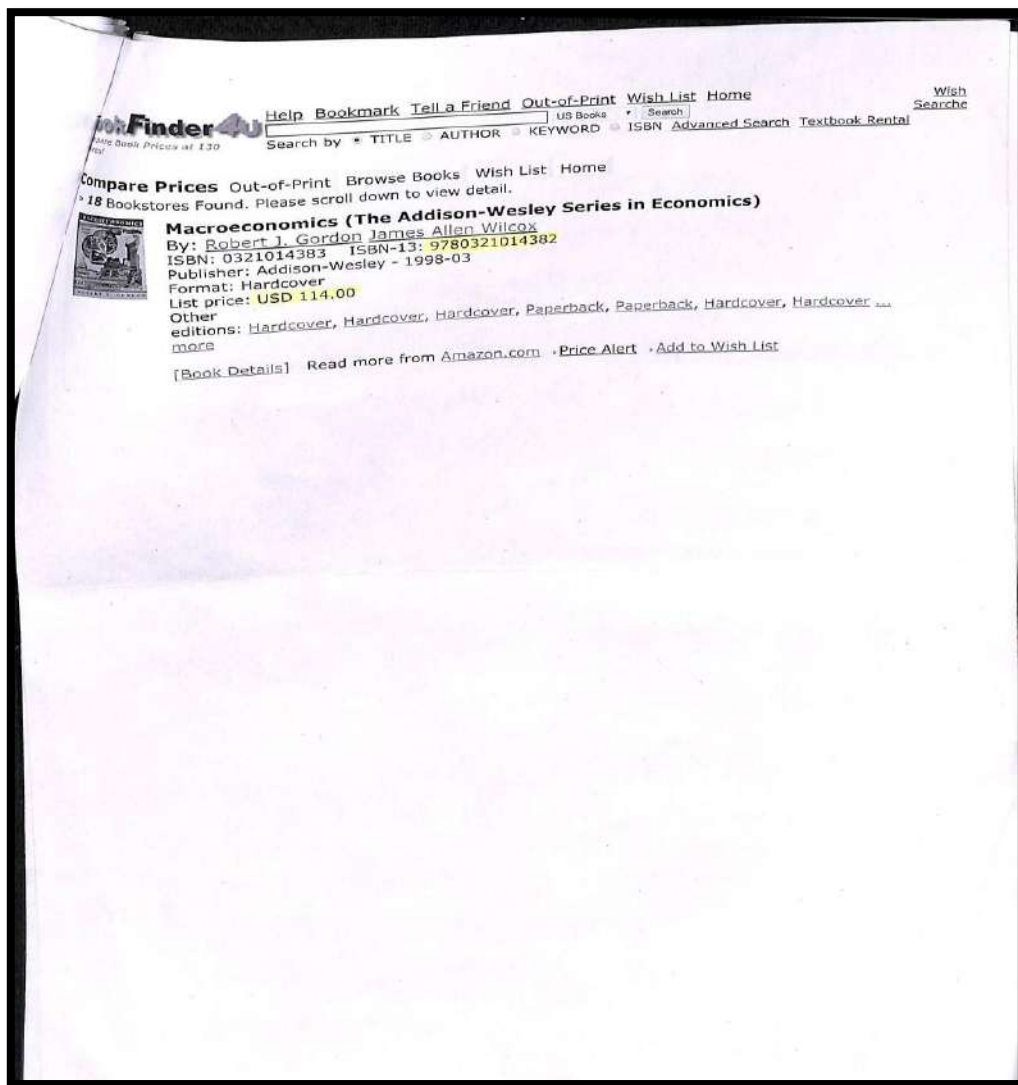 Help Bookmark Tell a Friend Out-of-Print Wish List Home
Wish
Searche
Finder4U
US Books Search
Search by TITLE AUTHOR KEYWORD ISBN Advanced Search Textbook Rental
Book Prices at 130
Compare Prices Out-of-Print Browse Books Wish List Home
18 Bookstores Found. Please scroll down to view detail.
Macroeconomics (The Addison-Wesley Series in Economics)
By: Robert J. Gordon James Allen Wilcox
ISBN: 0321014383 ISBN-13: 9780321014382
Publisher: Addison-Wesley - 1998-03
Format: Hardcover
List price: USD 114.00
Other
editions: Hardcover, Hardcover, Hardcover, Paperback, Paperback, Hardcover, Hardcover ...
more
[Book Details] Read more from Amazon.com Price Alert Add to Wish List